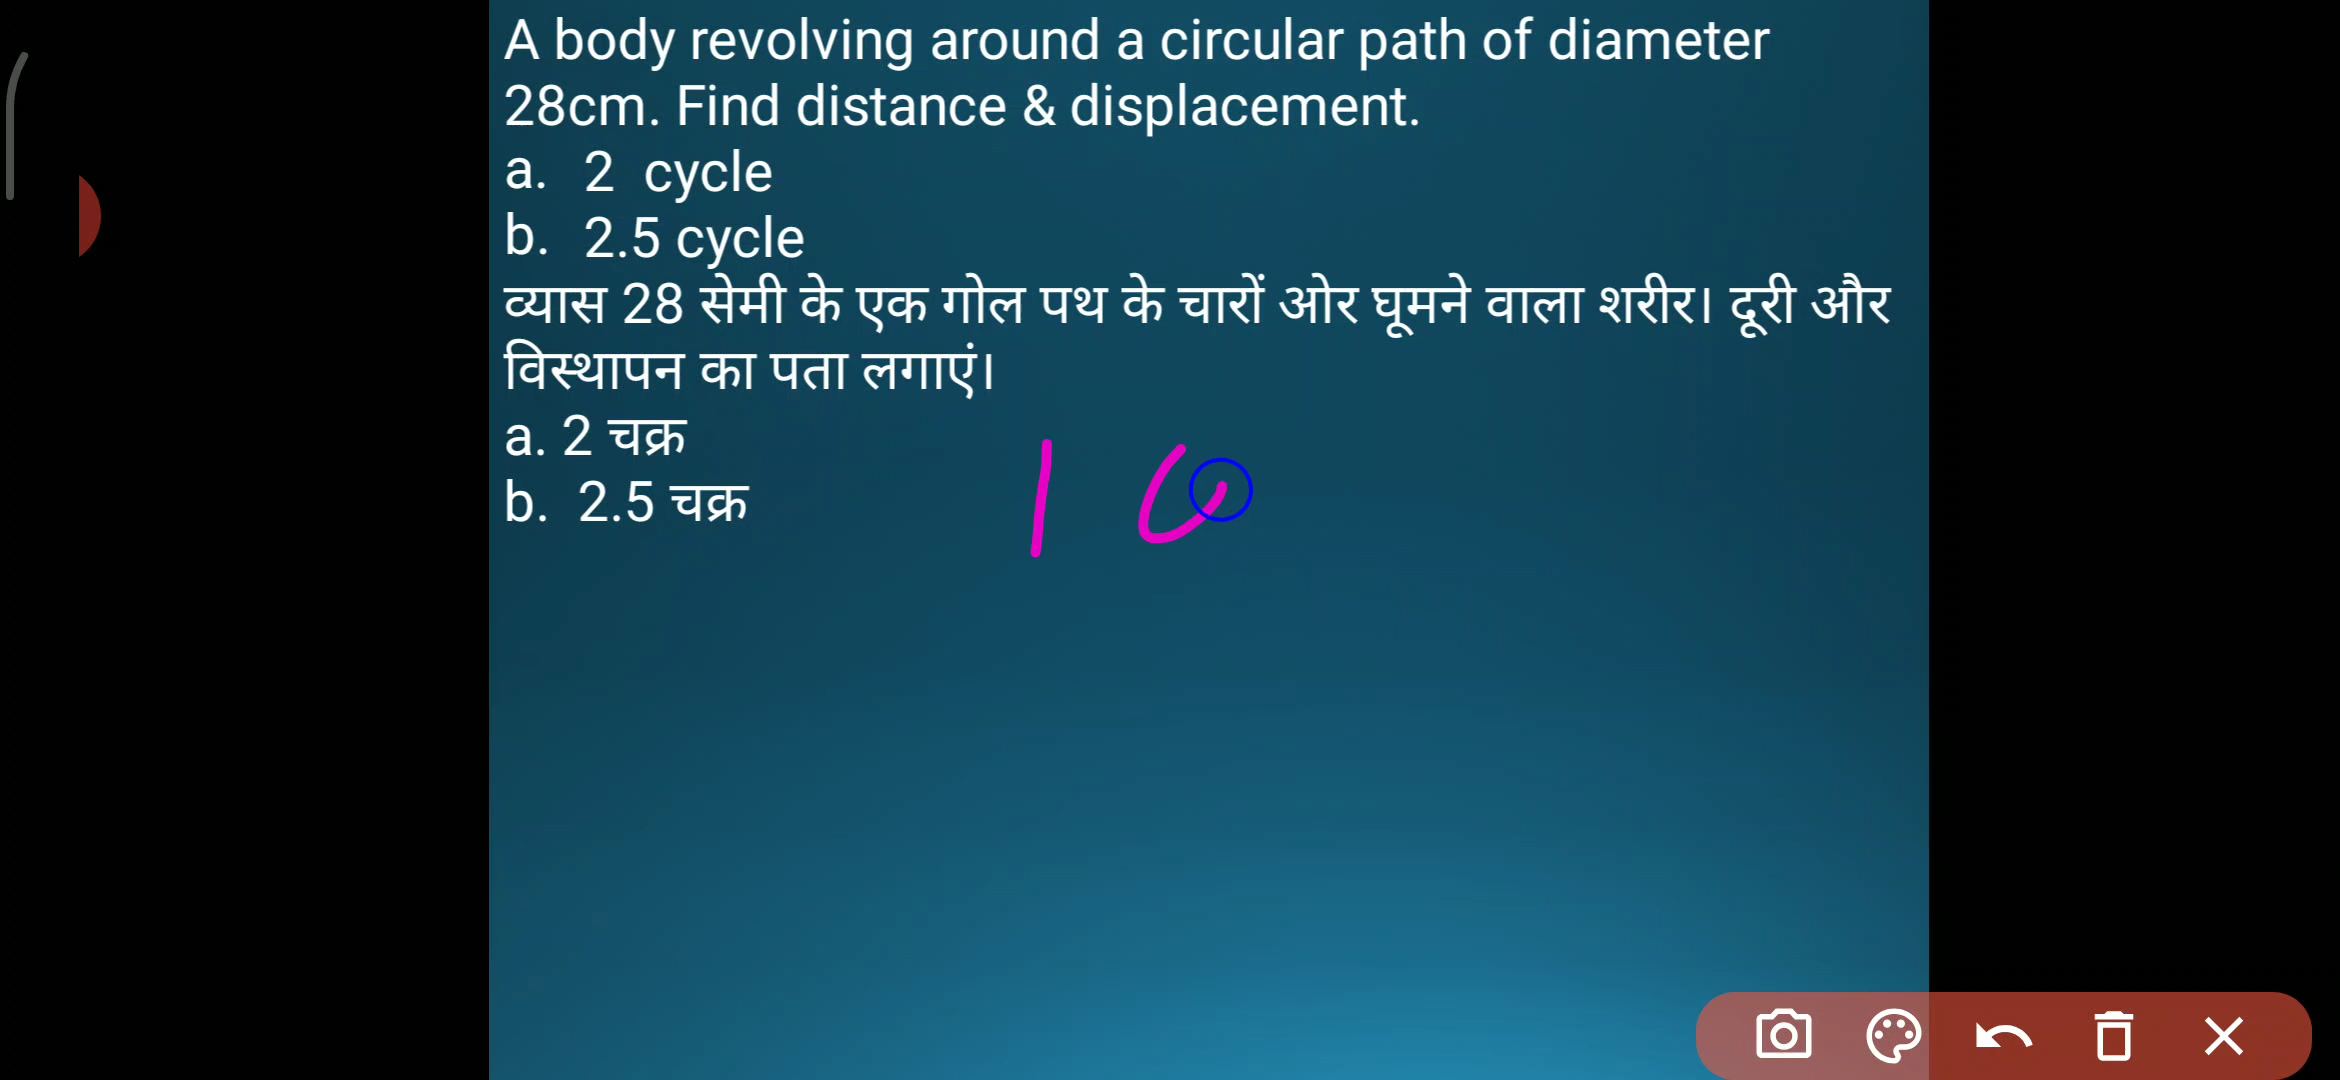 A body revolving around a circular path of diameter
28cm. Find distance & displacement.
a. 2 cycle
b. 2.5 cycle
व्यास 28 सेमी के एक गोल पथ के चारों ओर घूमने वाला शरीर। दूरी और
विस्थापन का पता लगाएं।
a. 2 चक्र
b. 2.5 चक्र